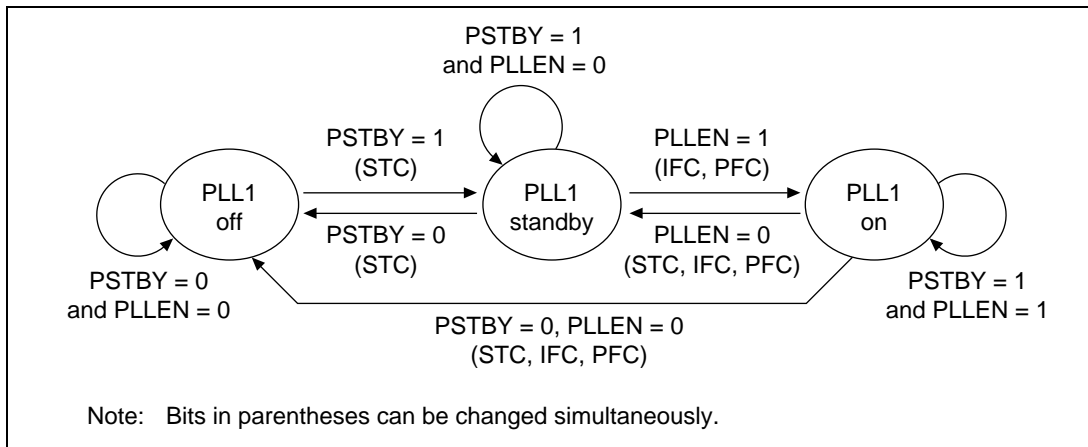 PSTBY = 1
and PLLEN = 0
PSTBY = 1
(STC)
PLLEN = 1
(IFC, PFC)
PLL1
off
PLL1
standby
PLL1
on
PSTBY = 0
(STC)
PLLEN = 0
(STC, IFC, PFC)
PSTBY = 0
and PLLEN = 0
PSTBY = 1
and PLLEN = 1
PSTBY = 0, PLLEN = 0
(STC, IFC, PFC)
Note: Bits in parentheses can be changed simultaneously.